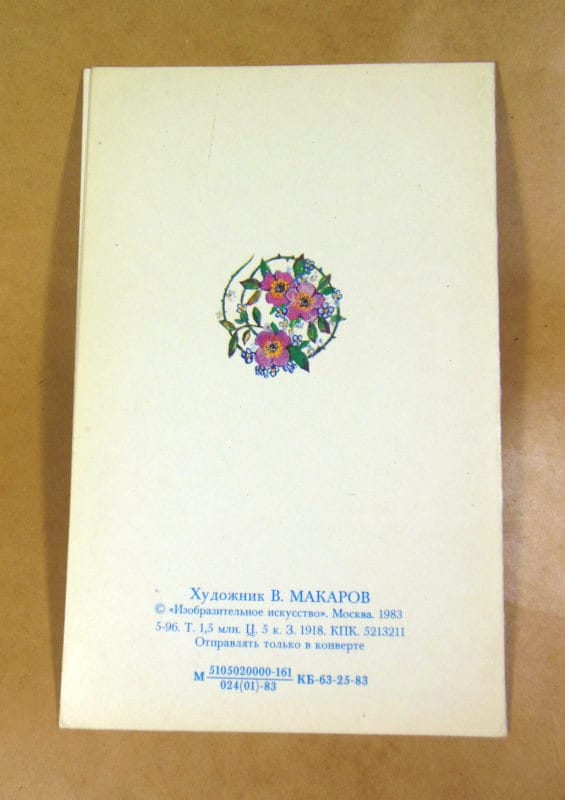 Художник В. МАКАРОВ
© «Изобразительное искусство». Москва. 1983
5-96. Т. 1,5 млн. Ц. 5 к. З. 1918. КПК. 5213211
Отправлять только в конверте
М 5105020000-161 КБ-63-25-83
024(01)-83